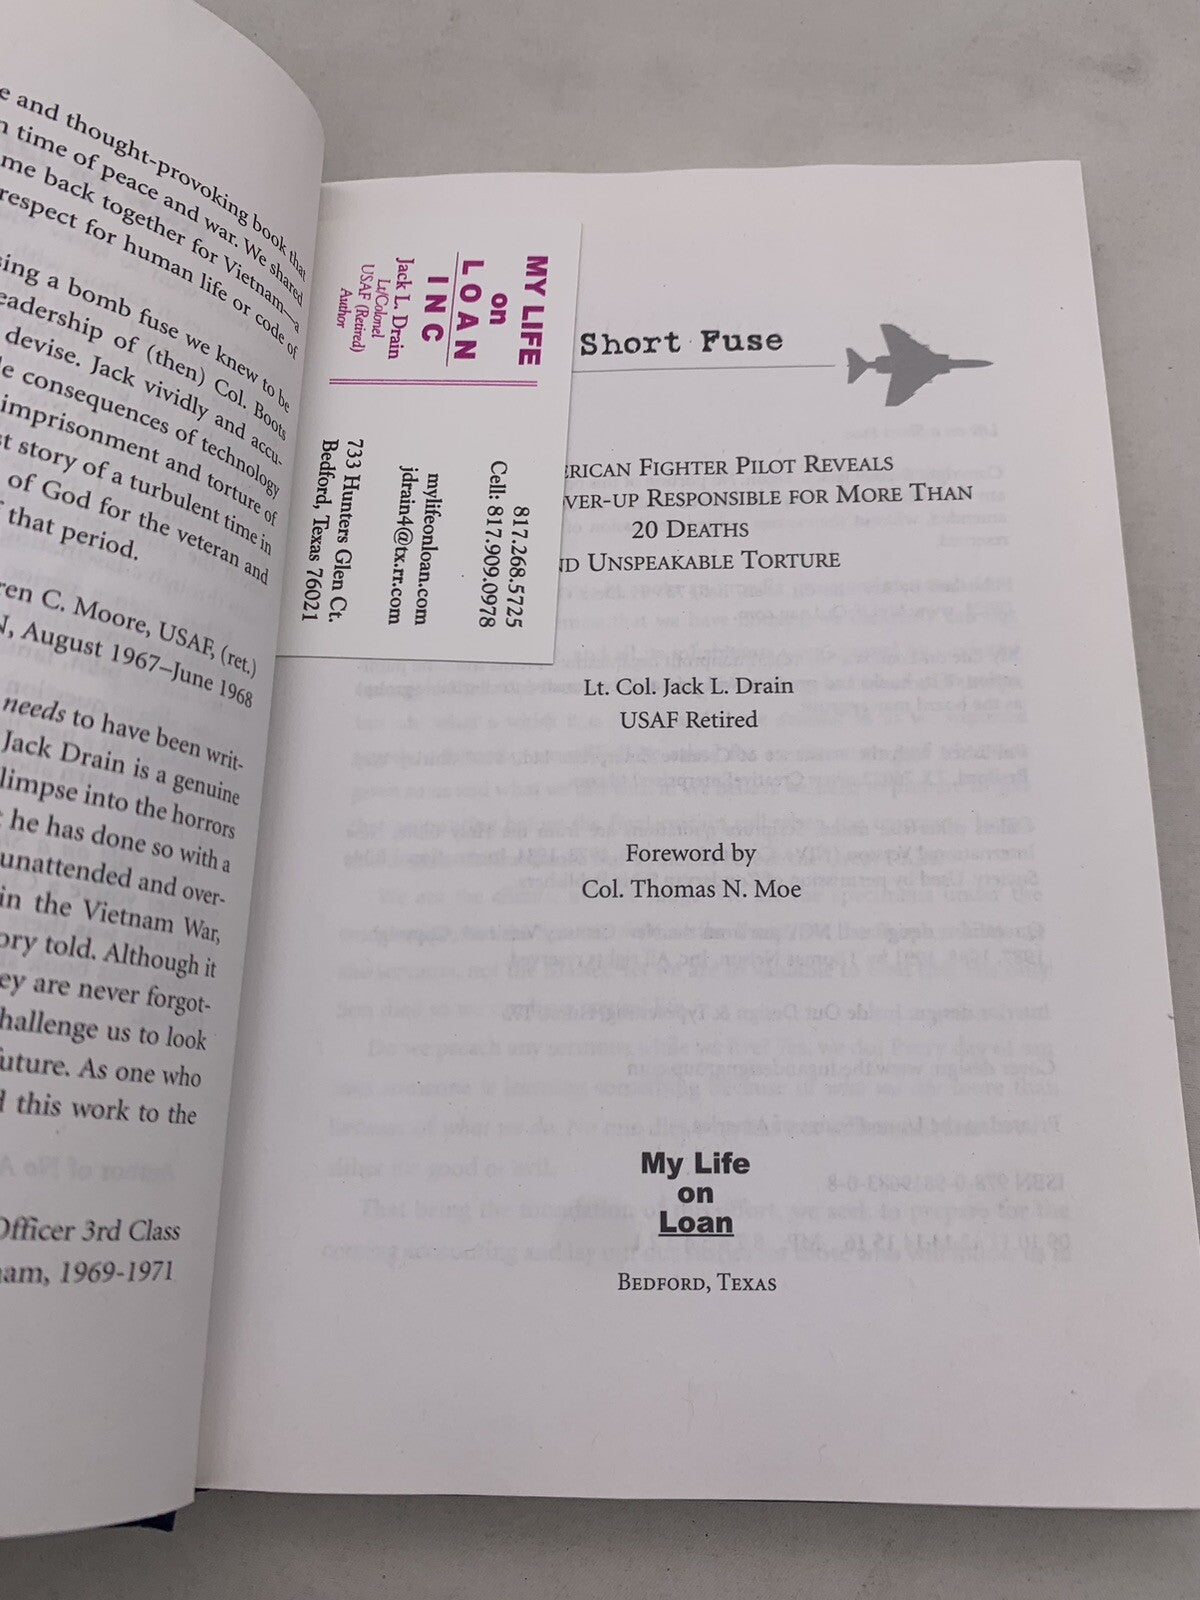 e and thought-provoking book that
n time of peace and war. We shared
me back together for Vietnam—a
respect for human life or code of
ing a bomb fuse we knew to be
eadership of (then) Col. Boots
devise. Jack vividly and accu-
le consequences of technology
imprisonment and torture of
st story of a turbulent time in
of God for the veteran and
f that period.
ren C. Moore, USAF, (ret.)
N, August 1967–June 1968
needs to have been writ-
Jack Drain is a genuine
limpse into the horrors
he has done so with a
unattended and over-
in the Vietnam War,
ory told. Although it
ey are never forgot-
hallenge us to look
uture. As one who
d this work to the
Officer 3rd Class
am, 1969-1971
MY LIFE
on
LOAN
INC
Jack L. Drain
Lt/Colonel
USAF (Retired)
Author
817.268.5725
Cell: 817.909.0978
mylifeonloan.com
jdrain4@tx.rr.com
733 Hunters Glen Ct.
Bedford, Texas 76021
Short Fuse
ERICAN FIGHTER PILOT REVEALS
VER-UP RESPONSIBLE FOR MORE THAN
20 DEATHS
ND UNSPEAKABLE TORTURE
Lt. Col. Jack L. Drain
USAF Retired
Foreword by
Col. Thomas N. Moe
My Life
on
Loan
BEDFORD, TEXAS